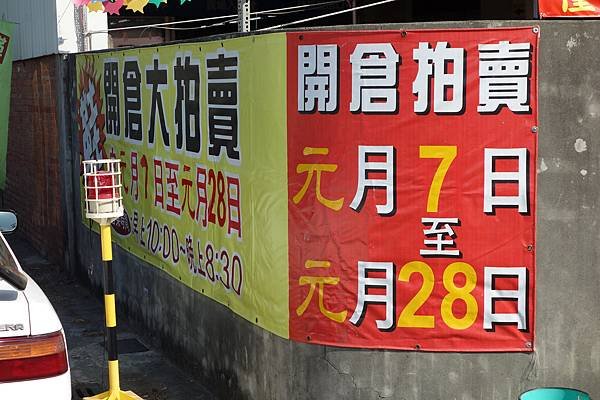 開倉大拍賣
元月7日至元月28日
早上10:00~晚上8:30
開倉拍賣
元月7日
至
元月28日